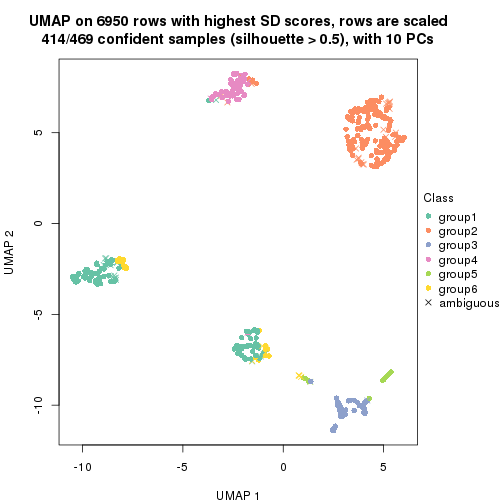 UMAP on 6950 rows with highest SD scores, rows are scaled
414/469 confident samples (silhouette > 0.5), with 10 PCs
5
0
-5
-10
UMAP 2
-10
-5
0
5
UMAP 1
Class
group1
group2
group3
group4
group5
group6
ambiguous